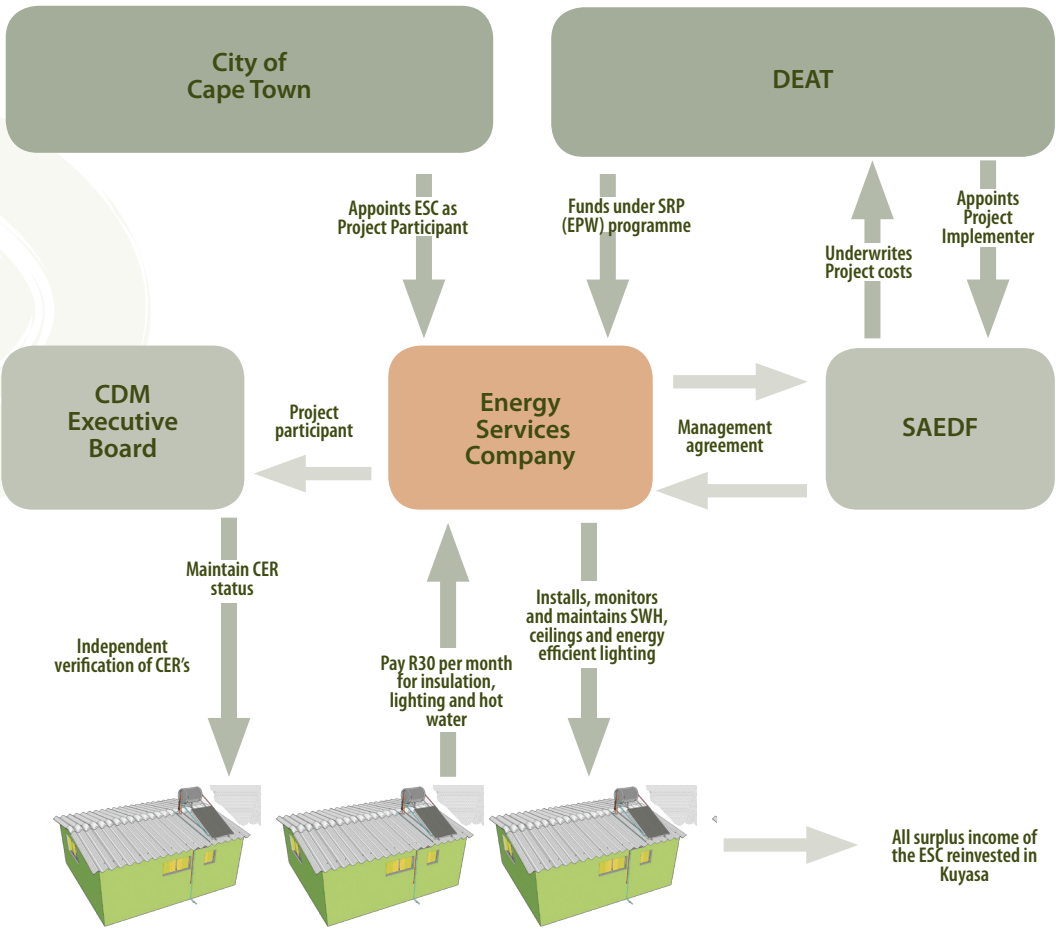 City of
Cape Town
DEAT
Appoints ESC as
Project Participant
Funds under SRP
(EPW) programme
Underwrites
Project costs
Appoints
Project
Implementer
CDM
Executive
Board
Project
participant
Energy
Services
Company
Management
agreement
SAEDF
Maintain CER
status
Independent
verification of CER's
Pay R30 per month
for insulation,
lighting and hot
water
Installs, monitors
and maintains SWH,
ceilings and energy
efficient lighting
All surplus income of
the ESC reinvested in
Kuyasa